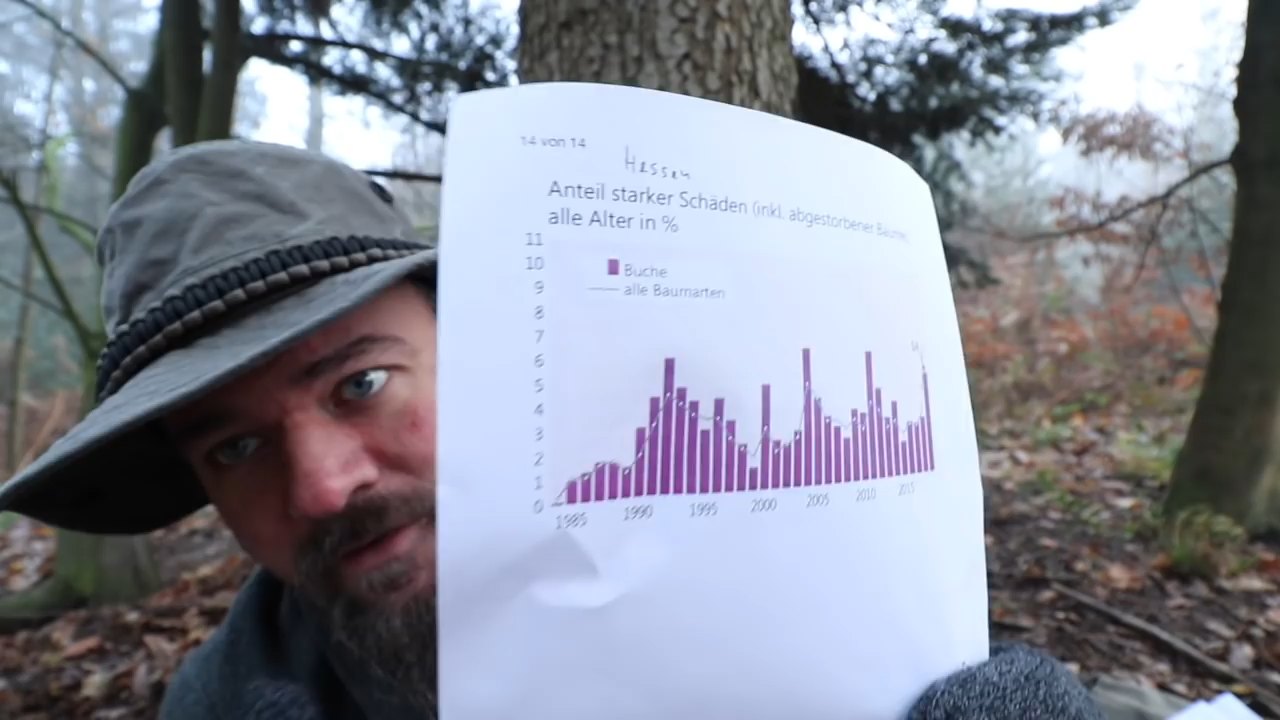 14 von 14
Hessen
Anteil starker Schäden (inkl. abgestorbener Bäume)
alle Alter in %
11
10
9
8
7
6
5
4
3
2
1
0
Buche
alle Baumarten
14
1985 1990 1995 2000 2005 2010 2015